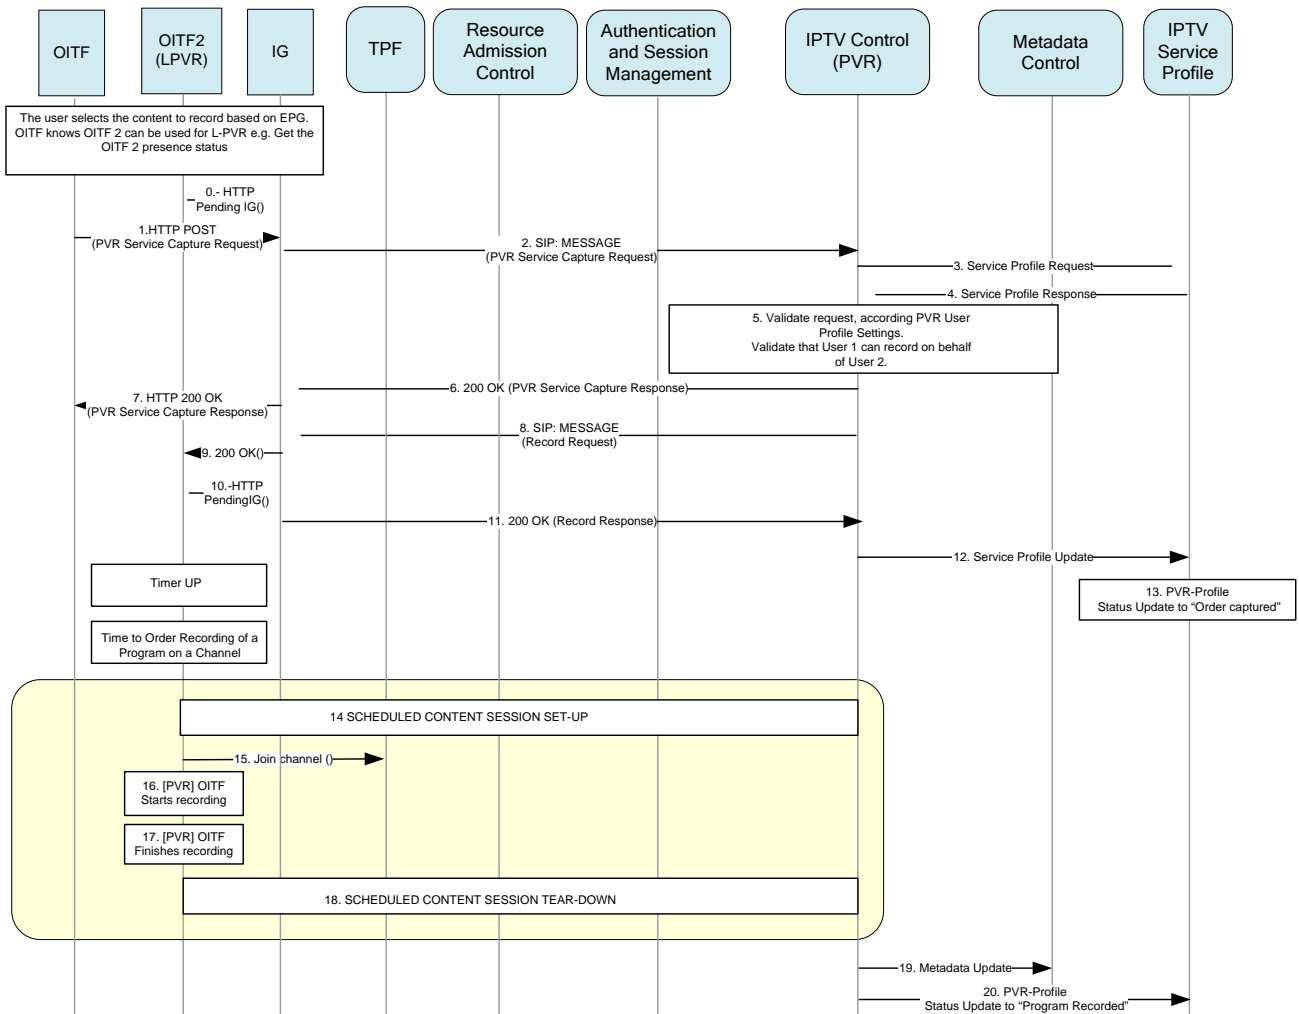 OITF
OITF2
(LPVR)
IG
TPF
Resource
Admission
Control
Authentication
and Session
Management
IPTV Control
(PVR)
Metadata
Control
IPTV
Service
Profile
The user selects the content to record based on EPG.
OITF knows OITF 2 can be used for L-PVR e.g. Get the
OITF 2 presence status
0.- HTTP
Pending IG()
1.HTTP POST
(PVR Service Capture Request)
2. SIP: MESSAGE
(PVR Service Capture Request)
3. Service Profile Request
4. Service Profile Response
5. Validate request, according PVR User
Profile Settings.
Validate that User 1 can record on behalf
of User 2.
6. 200 OK (PVR Service Capture Response)
7. HTTP 200 OK
(PVR Service Capture Response)
8. SIP: MESSAGE
(Record Request)
9. 200 OK()
10.-HTTP
PendingIG()
11. 200 OK (Record Response)
12. Service Profile Update
Timer UP
13. PVR-Profile
Status Update to “Order captured”
Time to Order Recording of a
Program on a Channel
14 SCHEDULED CONTENT SESSION SET-UP
15. Join channel ()
16. [PVR] OITF
Starts recording
17. [PVR] OITF
Finishes recording
18. SCHEDULED CONTENT SESSION TEAR-DOWN
19. Metadata Update
20. PVR-Profile
Status Update to “Program Recorded”